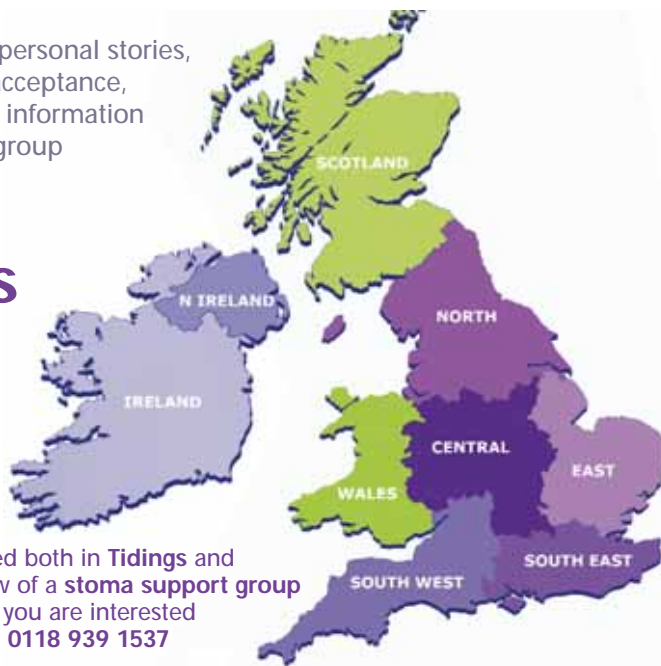 personal stories,
acceptance,
information
group
s
SCOTLAND
N IRELAND
NORTH
IRELAND
CENTRAL
EAST
WALES
SOUTH EAST
SOUTH WEST
ed both in Tidings and
w of a stoma support group
you are interested
0118 939 1537